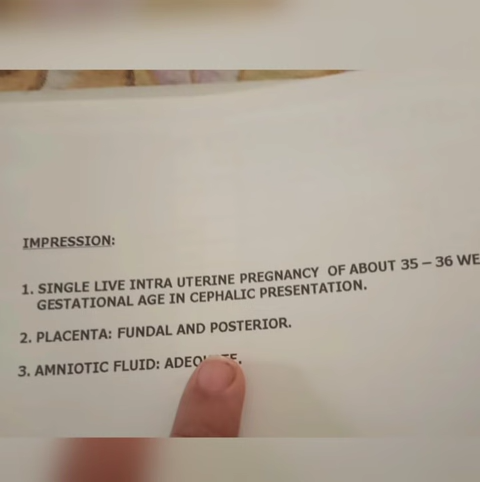 IMPRESSION:
1. SINGLE LIVE INTRA UTERINE PREGNANCY OF ABOUT 35 – 36 WE
GESTATIONAL AGE IN CEPHALIC PRESENTATION.
2. PLACENTA: FUNDAL AND POSTERIOR.
3. AMNIOTIC FLUID: